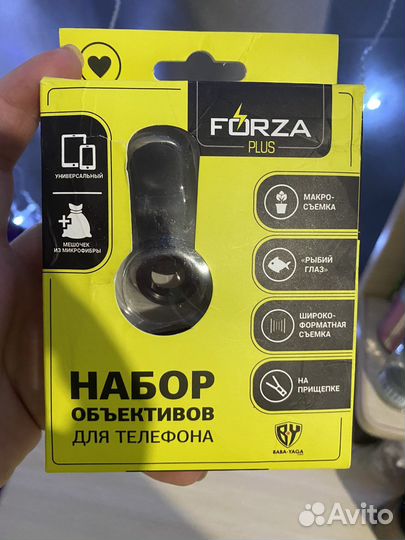 FORZA
PLUS
УНИВЕРСАЛЬНЫЙ
МЕШОЧЕК
ИЗ МИКРОФИБРЫ
МАКРО-
СЪЕМКА
«РЫБИЙ
ГЛАЗ»
ШИРОКО-
ФОРМАТНАЯ
СЪЕМКА
НА
ПРИЩЕПКЕ
НАБОР
ОБЪЕКТИВОВ
ДЛЯ ТЕЛЕФОНА
BY
BABA-YAGA
Avito